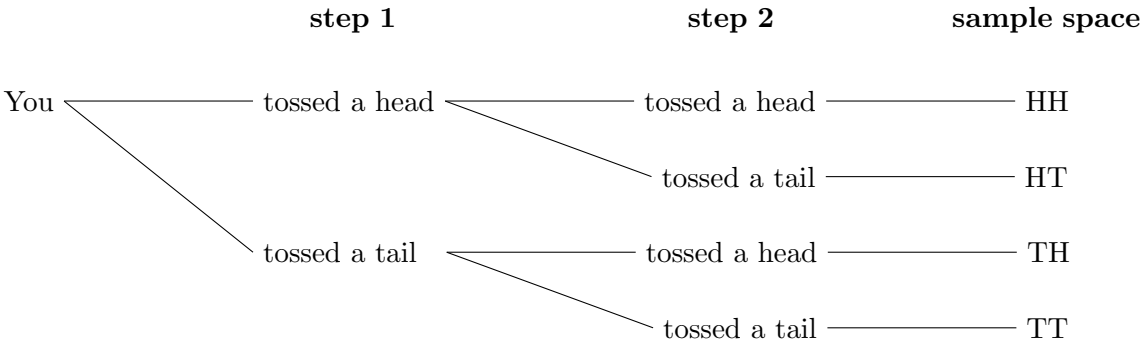 step 1 step 2 sample space
You tossed a head tossed a head HH
tossed a tail HT
tossed a tail tossed a head TH
tossed a tail TT